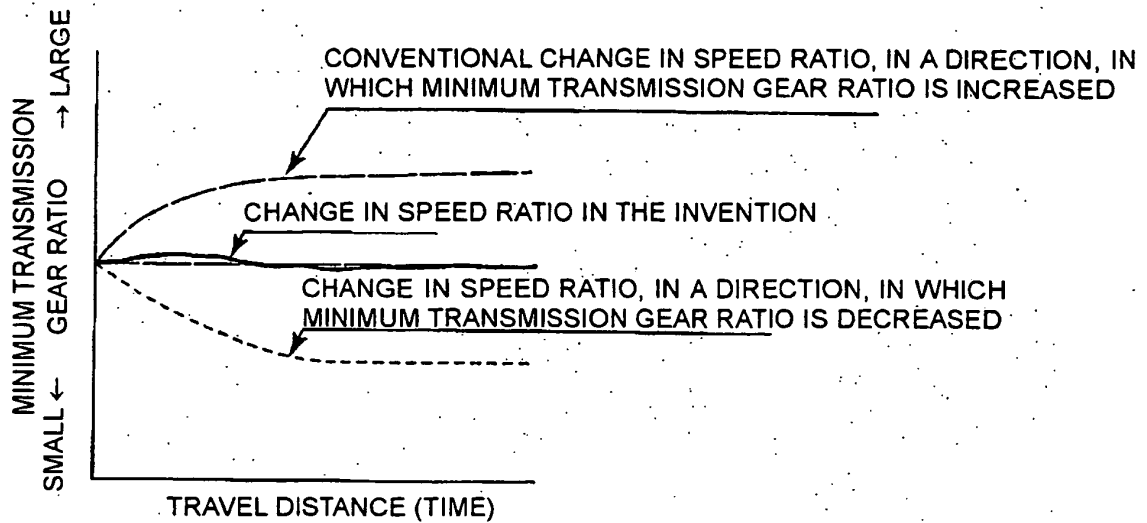 CONVENTIONAL CHANGE IN SPEED RATIO, IN A DIRECTION, IN
WHICH MINIMUM TRANSMISSION GEAR RATIO IS INCREASED
CHANGE IN SPEED RATIO IN THE INVENTION
CHANGE IN SPEED RATIO, IN A DIRECTION, IN WHICH
MINIMUM TRANSMISSION GEAR RATIO IS DECREASED
MINIMUM TRANSMISSION
SMALL ← GEAR RATIO → LARGE
TRAVEL DISTANCE (TIME)